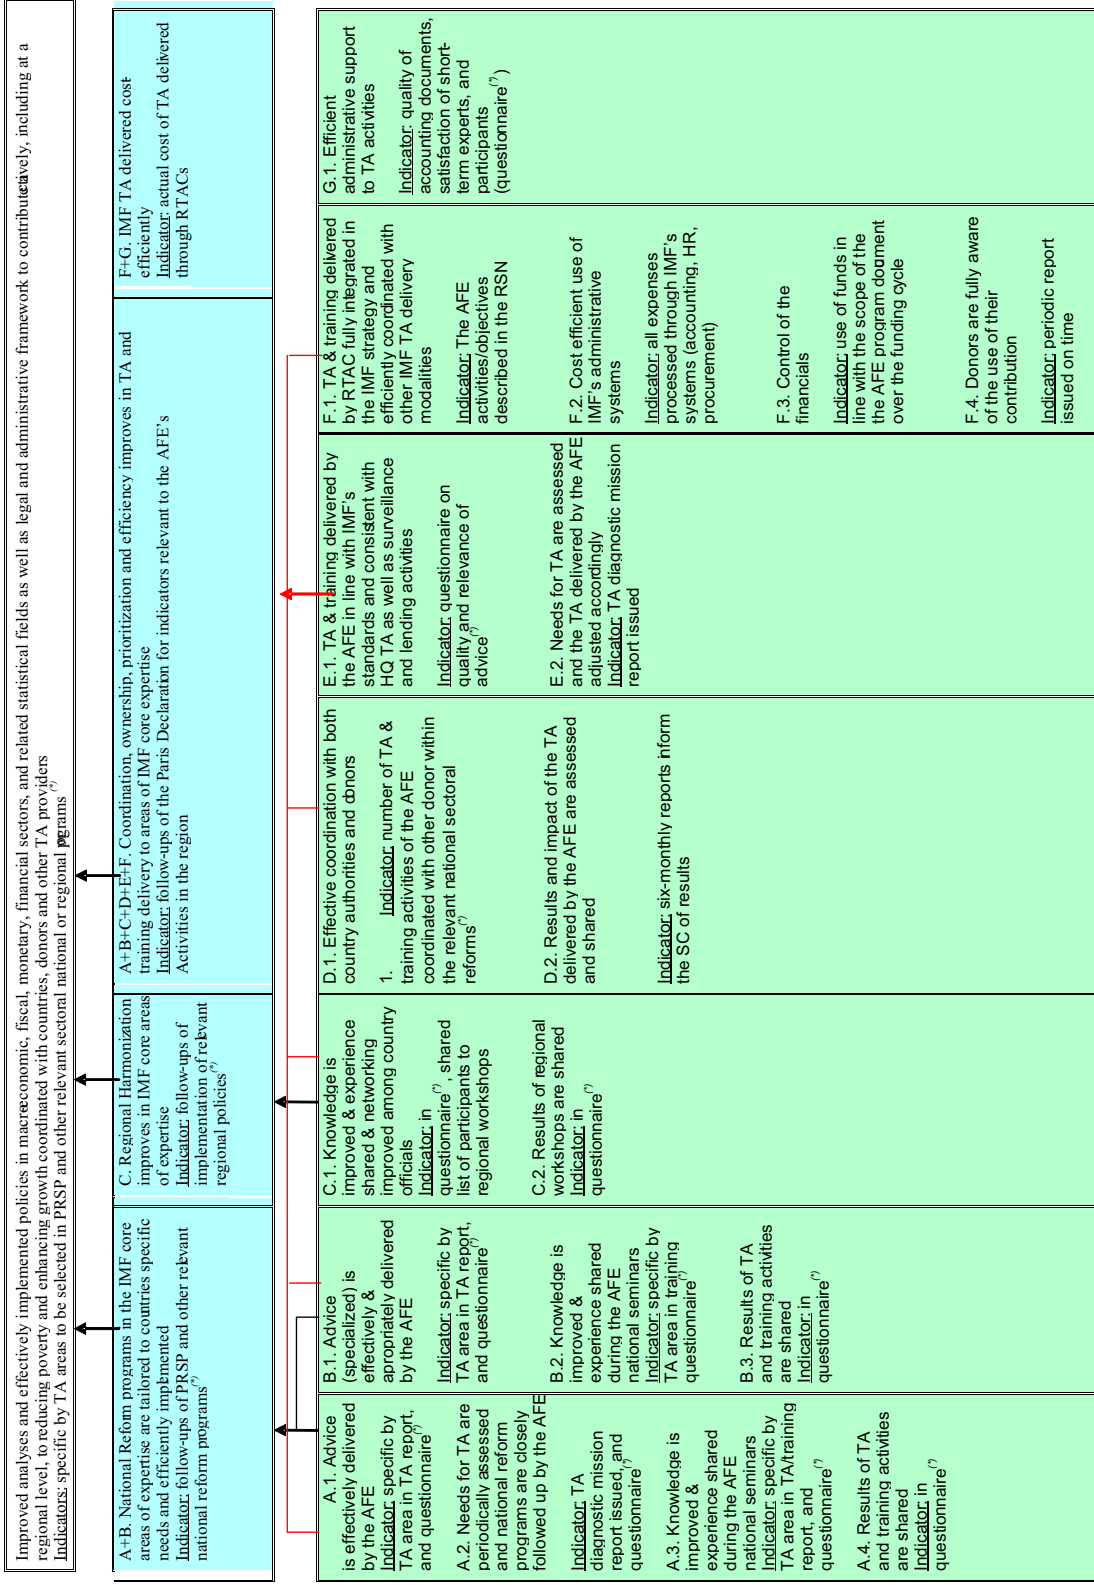 Improved analyses and effectively implemented policies in macroeconomic, fiscal, monetary, financial sectors, and related statistical fields as well as legal and administrative framework to contribute actively, including at a
regional level, to reducing poverty and enhancing growth coordinated with countries, donors and other TA providers
Indicators: specific by TA areas to be selected in PRSP and other relevant sectoral national or regional programs (*)
A+B. National Reform programs in the IMF core
areas of expertise are tailored to countries specific
needs and efficiently implemented
Indicator: follow-ups of PRSP and other relevant
national reform programs(*)
C. Regional Harmonization
improves in IMF core areas
of expertise
Indicator: follow-ups of
implementation of relevant
regional policies(*)
A+B+C+D+E+F. Coordination, ownership, prioritization and efficiency improves in TA and
training delivery to areas of IMF core expertise
Indicator: follow-ups of the Paris Declaration for indicators relevant to the AFE's
Activities in the region
F+G. IMF TA delivered cost-
efficiently
Indicator: actual cost of TA delivered
through RTACs
A.1. Advice
is effectively delivered
by the AFE
Indicator: specific by
TA area in TA report,
and questionnaire(*)
A.2. Needs for TA are
periodically assessed
and national reform
programs are closely
followed up by the AFE
Indicator: TA
diagnostic mission
report issued, and
questionnaire(*)
A.3. Knowledge is
improved &
experience shared
during the AFE
national seminars
Indicator: specific by
TA area in TA/training
report, and
questionnaire(*)
A.4. Results of TA
and training activities
are shared
Indicator: in
questionnaire(*)
B.1. Advice
(specialized) is
effectively &
appropriately delivered
by the AFE
Indicator: specific by
TA area in TA report,
and questionnaire(*)
B.2. Knowledge is
improved &
experience shared
during the AFE
national seminars
Indicator: specific by
TA area in training
questionnaire(*)
B.3. Results of TA
and training activities
are shared
Indicator: in
questionnaire(*)
C.1. Knowledge is
improved & experience
shared & networking
improved among country
officials
Indicator: in
questionnaire(*), shared
list of participants to
regional workshops
C.2. Results of regional
workshops are shared
Indicator: in
questionnaire(*)
D.1. Effective coordination with both
country authorities and donors
1. Indicator: number of TA &
training activities of the AFE
coordinated with other donor within
the relevant national sectoral
reforms(*)
D.2. Results and impact of the TA
delivered by the AFE are assessed
and shared
Indicator: six-monthly reports inform
the SC of results
E.1. TA & training delivered by
the AFE in line with IMF's
standards and consistent with
HQ TA as well as surveillance
and lending activities
Indicator: questionnaire on
quality and relevance of
advice(*)
E.2. Needs for TA are assessed
and the TA delivered by the AFE
adjusted accordingly
Indicator: TA diagnostic mission
report issued
F.1. TA & training delivered
by RTAC fully integrated in
the IMF strategy and
efficiently coordinated with
other IMF TA delivery
modalities
Indicator: The AFE
activities/objectives
described in the RSN
F.2. Cost efficient use of
IMF's administrative
systems
Indicator: all expenses
processed through IMF's
systems (accounting, HR,
procurement)
F.3. Control of the
financials
Indicator: use of funds in
line with the scope of the
the AFE program document
over the funding cycle
F.4. Donors are fully aware
of the use of their
contribution
Indicator: periodic report
issued on time
G.1. Efficient
administrative support
to TA activities
Indicator: quality of
accounting documents,
satisfaction of short-
term experts, and
participants
(questionnaire(*))